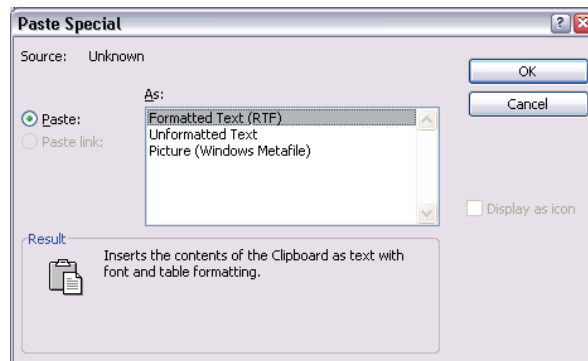 Paste Special
Source: Unknown
OK
As:
Cancel
Paste:
Formatted Text (RTF)
Unformatted Text
Paste link:
Picture (Windows Metafile)
Display as icon
Result
Inserts the contents of the Clipboard as text with
font and table formatting.